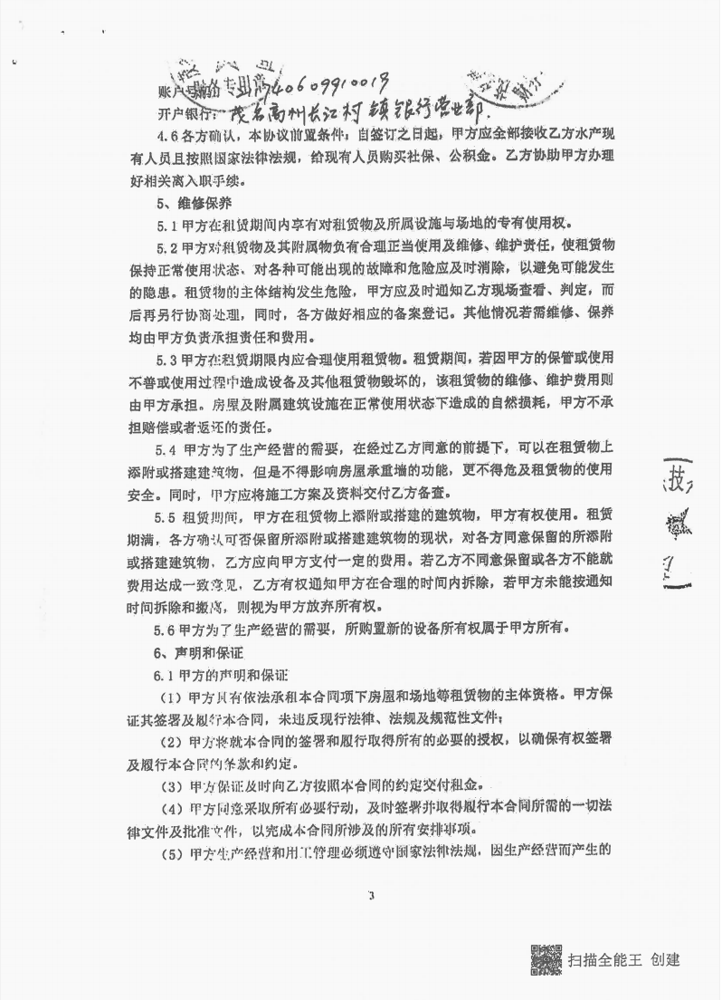 财务专用章
账户号码：740609910019
开户银行：茂名高州长江村镇银行营业部.
4.6各方确认，本协议前置条件：自签订之日起，甲方应全部接收乙方水产现
有人员且按照国家法律法规，给现有人员购买社保、公积金。乙方协助甲方办理
好相关离入职手续。
5、维修保养
5.1甲方在租赁期间内享有对租赁物及所属设施与场地的专有使用权。
5.2甲方对租赁物及其附属物负有合理正当使用及维修、维护责任，使租赁物
保持正常使用状态、对各种可能出现的故障和危险应及时消除，以避免可能发生
的隐患。租赁物的主体结构发生危险，甲方应及时通知乙方现场查看、判定，而
后再另行协商处理，同时，各方做好相应的备案登记。其他情况若需维修、保养
均由甲方负责承担责任和费用。
5.3甲方在租赁期限内应合理使用租赁物。租赁期间，若因甲方的保管或使用
不善或使用过程中造成设备及其他租赁物毁坏的，该租赁物的维修、维护费用则
由甲方承担。房屋及附属建筑设施在正常使用状态下造成的自然损耗，甲方不承
担赔偿或者返还的责任。
5.4 甲方为了生产经营的需要，在经过乙方同意的前提下，可以在租赁物上
添附或搭建建筑物，但是不得影响房屋承重墙的功能，更不得危及租赁物的使用
安全。同时，甲方应将施工方案及资料交付乙方备查。
5.5 租赁期间，甲方在租赁物上添附或搭建的建筑物，甲方有权使用。租赁
期满，各方确认可否保留所添附或搭建建筑物的现状，对各方同意保留的所添附
或搭建建筑物，乙方应向甲方支付一定的费用。若乙方不同意保留或各方不能就
费用达成一致意见，乙方有权通知甲方在合理的时间内拆除，若甲方未能按通知
时间拆除和搬离，则视为甲方放弃所有权。
5.6甲方为了生产经营的需要，所购置新的设备所有权属于甲方所有。
6、声明和保证
6.1甲方的声明和保证
（1）甲方具有依法承租本合同项下房屋和场地等租赁物的主体资格。甲方保
证其签署及履行本合同，未违反现行法律、法规及规范性文件；
（2）甲方将就本合同的签署和履行取得所有的必要的授权，以确保有权签署
及履行本合同的条款和约定。
（3）甲方保证及时向乙方按照本合同的约定交付租金。
（4）甲方同意采取所有必要行动，及时签署并取得履行本合同所需的一切法
律文件及批准文件，以完成本合同所涉及的所有安排事项。
（5）甲方生产经营和用工管理必须遵守国家法律法规，因生产经营而产生的
技
3
扫描全能王 创建